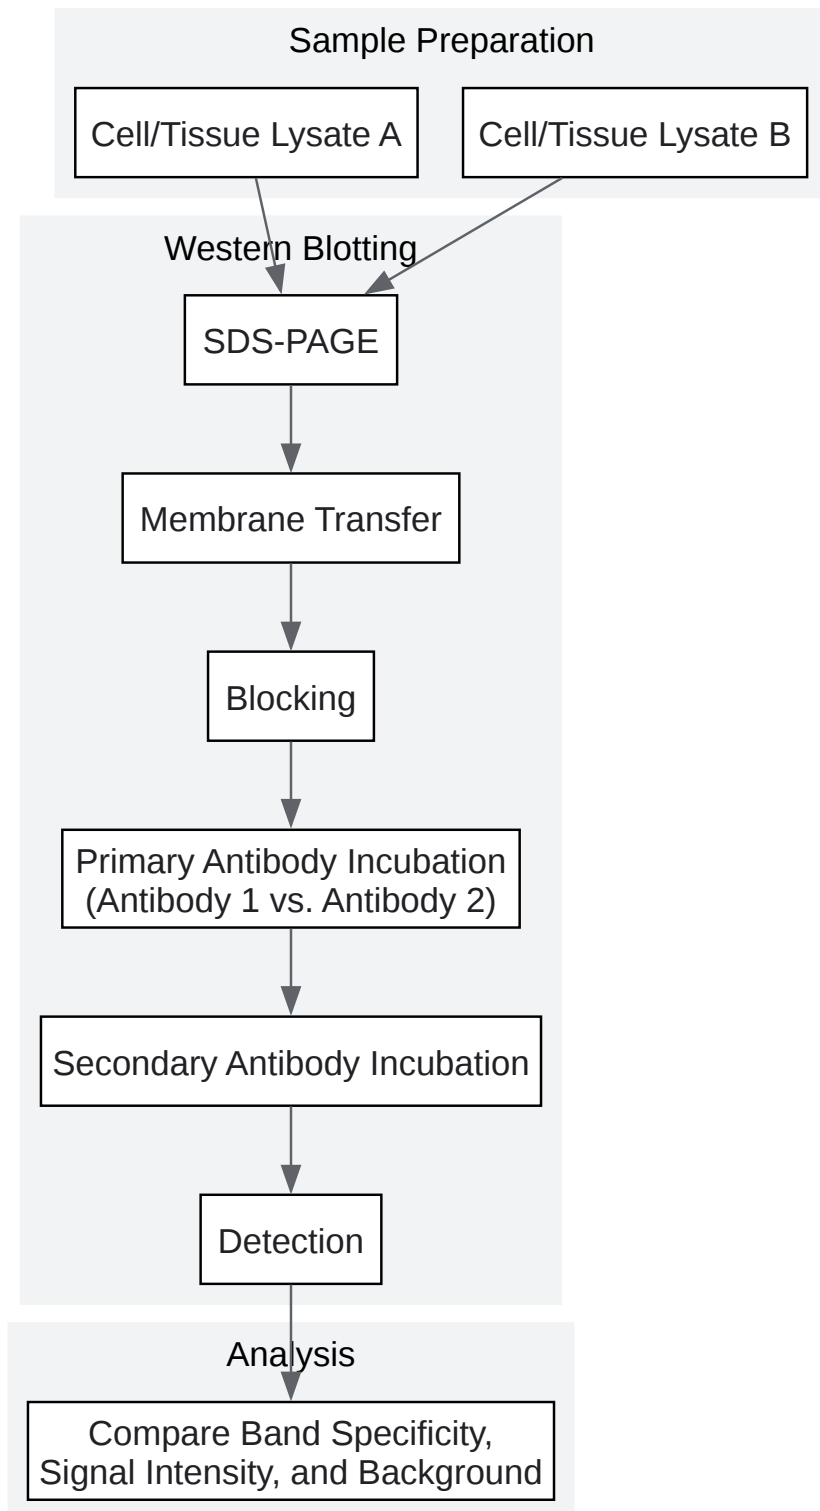 Sample Preparation
Cell/Tissue Lysate A
Cell/Tissue Lysate B
Western Blotting
SDS-PAGE
Membrane Transfer
Blocking
Primary Antibody Incubation
(Antibody 1 vs. Antibody 2)
Secondary Antibody Incubation
Detection
Analysis
Compare Band Specificity,
Signal Intensity, and Background